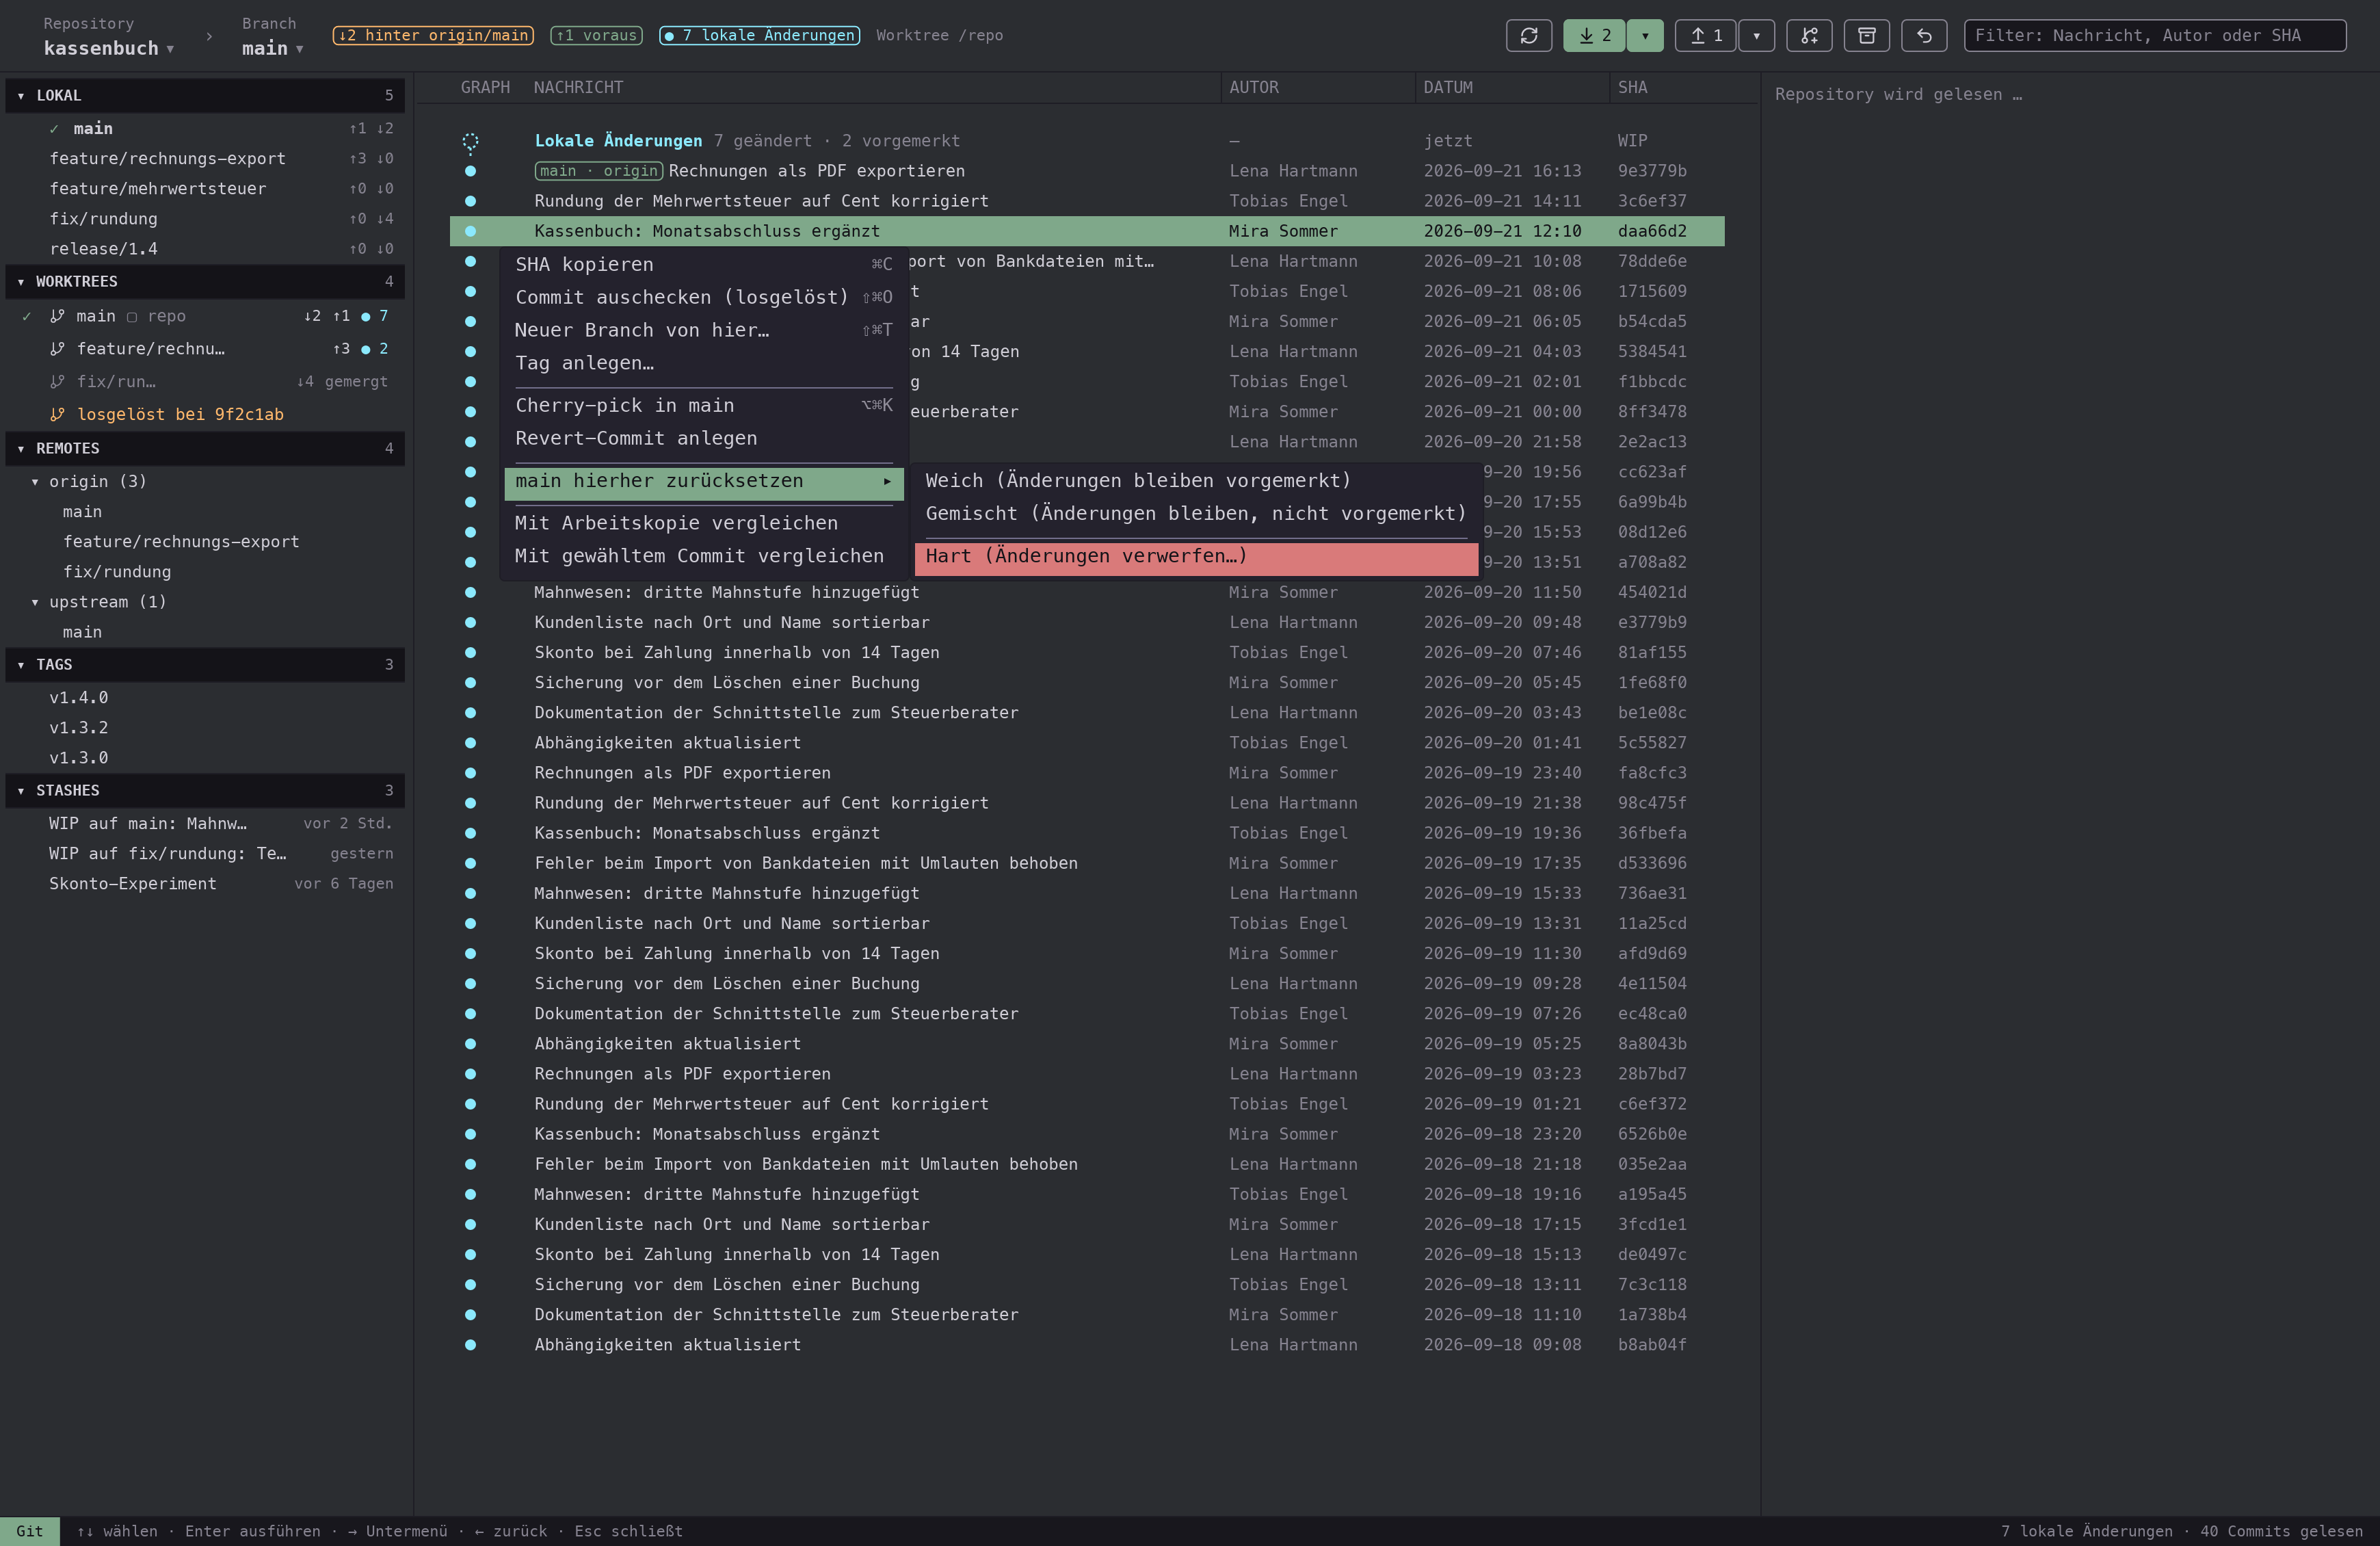 Repository
kassenbuch ▾
›
Branch
main ▾
↓2 hinter origin/main ↑1 voraus ● 7 lokale Änderungen Worktree /repo
↓ 2 ▾ ↑ 1 ▾
Filter: Nachricht, Autor oder SHA
▾ LOKAL 5
✓ main ↑1 ↓2
feature/rechnungs-export ↑3 ↓0
feature/mehrwertsteuer ↑0 ↓0
fix/rundung ↑0 ↓4
release/1.4 ↑0 ↓0
▾ WORKTREES 4
✓ main ▢ repo ↓2 ↑1 ● 7
feature/rechnu… ↑3 ● 2
fix/run… ↓4 gemergt
losgelöst bei 9f2c1ab
▾ REMOTES 4
▾ origin (3)
main
feature/rechnungs-export
fix/rundung
▾ upstream (1)
main
▾ TAGS 3
v1.4.0
v1.3.2
v1.3.0
▾ STASHES 3
WIP auf main: Mahnw… vor 2 Std.
WIP auf fix/rundung: Te… gestern
Skonto-Experiment vor 6 Tagen
GRAPH NACHRICHT AUTOR DATUM SHA
Lokale Änderungen 7 geändert · 2 vorgemerkt — jetzt WIP
main · origin Rechnungen als PDF exportieren Lena Hartmann 2026-09-21 16:13 9e3779b
Rundung der Mehrwertsteuer auf Cent korrigiert Tobias Engel 2026-09-21 14:11 3c6ef37
Kassenbuch: Monatsabschluss ergänzt Mira Sommer 2026-09-21 12:10 daa66d2
port von Bankdateien mit… Lena Hartmann 2026-09-21 10:08 78dde6e
t Tobias Engel 2026-09-21 08:06 1715609
ar Mira Sommer 2026-09-21 06:05 b54cda5
on 14 Tagen Lena Hartmann 2026-09-21 04:03 5384541
g Tobias Engel 2026-09-21 02:01 f1bbcdc
euerberater Mira Sommer 2026-09-21 00:00 8ff3478
Lena Hartmann 2026-09-20 21:58 2e2ac13
9-20 19:56 cc623af
9-20 17:55 6a99b4b
9-20 15:53 08d12e6
9-20 13:51 a708a82
SHA kopieren ⌘C
Commit auschecken (losgelöst) ⇧⌘O
Neuer Branch von hier… ⇧⌘T
Tag anlegen…
Cherry-pick in main ⌥⌘K
Revert-Commit anlegen
main hierher zurücksetzen ▸
Mit Arbeitskopie vergleichen
Mit gewähltem Commit vergleichen
Weich (Änderungen bleiben vorgemerkt)
Gemischt (Änderungen bleiben, nicht vorgemerkt)
Hart (Änderungen verwerfen…)
Mahnwesen: dritte Mahnstufe hinzugefügt Mira Sommer 2026-09-20 11:50 454021d
Kundenliste nach Ort und Name sortierbar Lena Hartmann 2026-09-20 09:48 e3779b9
Skonto bei Zahlung innerhalb von 14 Tagen Tobias Engel 2026-09-20 07:46 81af155
Sicherung vor dem Löschen einer Buchung Mira Sommer 2026-09-20 05:45 1fe68f0
Dokumentation der Schnittstelle zum Steuerberater Lena Hartmann 2026-09-20 03:43 be1e08c
Abhängigkeiten aktualisiert Tobias Engel 2026-09-20 01:41 5c55827
Rechnungen als PDF exportieren Mira Sommer 2026-09-19 23:40 fa8cfc3
Rundung der Mehrwertsteuer auf Cent korrigiert Lena Hartmann 2026-09-19 21:38 98c475f
Kassenbuch: Monatsabschluss ergänzt Tobias Engel 2026-09-19 19:36 36fbefa
Fehler beim Import von Bankdateien mit Umlauten behoben Mira Sommer 2026-09-19 17:35 d533696
Mahnwesen: dritte Mahnstufe hinzugefügt Lena Hartmann 2026-09-19 15:33 736ae31
Kundenliste nach Ort und Name sortierbar Tobias Engel 2026-09-19 13:31 11a25cd
Skonto bei Zahlung innerhalb von 14 Tagen Mira Sommer 2026-09-19 11:30 afd9d69
Sicherung vor dem Löschen einer Buchung Lena Hartmann 2026-09-19 09:28 4e11504
Dokumentation der Schnittstelle zum Steuerberater Tobias Engel 2026-09-19 07:26 ec48ca0
Abhängigkeiten aktualisiert Mira Sommer 2026-09-19 05:25 8a8043b
Rechnungen als PDF exportieren Lena Hartmann 2026-09-19 03:23 28b7bd7
Rundung der Mehrwertsteuer auf Cent korrigiert Tobias Engel 2026-09-19 01:21 c6ef372
Kassenbuch: Monatsabschluss ergänzt Mira Sommer 2026-09-18 23:20 6526b0e
Fehler beim Import von Bankdateien mit Umlauten behoben Lena Hartmann 2026-09-18 21:18 035e2aa
Mahnwesen: dritte Mahnstufe hinzugefügt Tobias Engel 2026-09-18 19:16 a195a45
Kundenliste nach Ort und Name sortierbar Mira Sommer 2026-09-18 17:15 3fcd1e1
Skonto bei Zahlung innerhalb von 14 Tagen Lena Hartmann 2026-09-18 15:13 de0497c
Sicherung vor dem Löschen einer Buchung Tobias Engel 2026-09-18 13:11 7c3c118
Dokumentation der Schnittstelle zum Steuerberater Mira Sommer 2026-09-18 11:10 1a738b4
Abhängigkeiten aktualisiert Lena Hartmann 2026-09-18 09:08 b8ab04f
Repository wird gelesen …
Git ↑↓ wählen · Enter ausführen · → Untermenü · ← zurück · Esc schließt
7 lokale Änderungen · 40 Commits gelesen